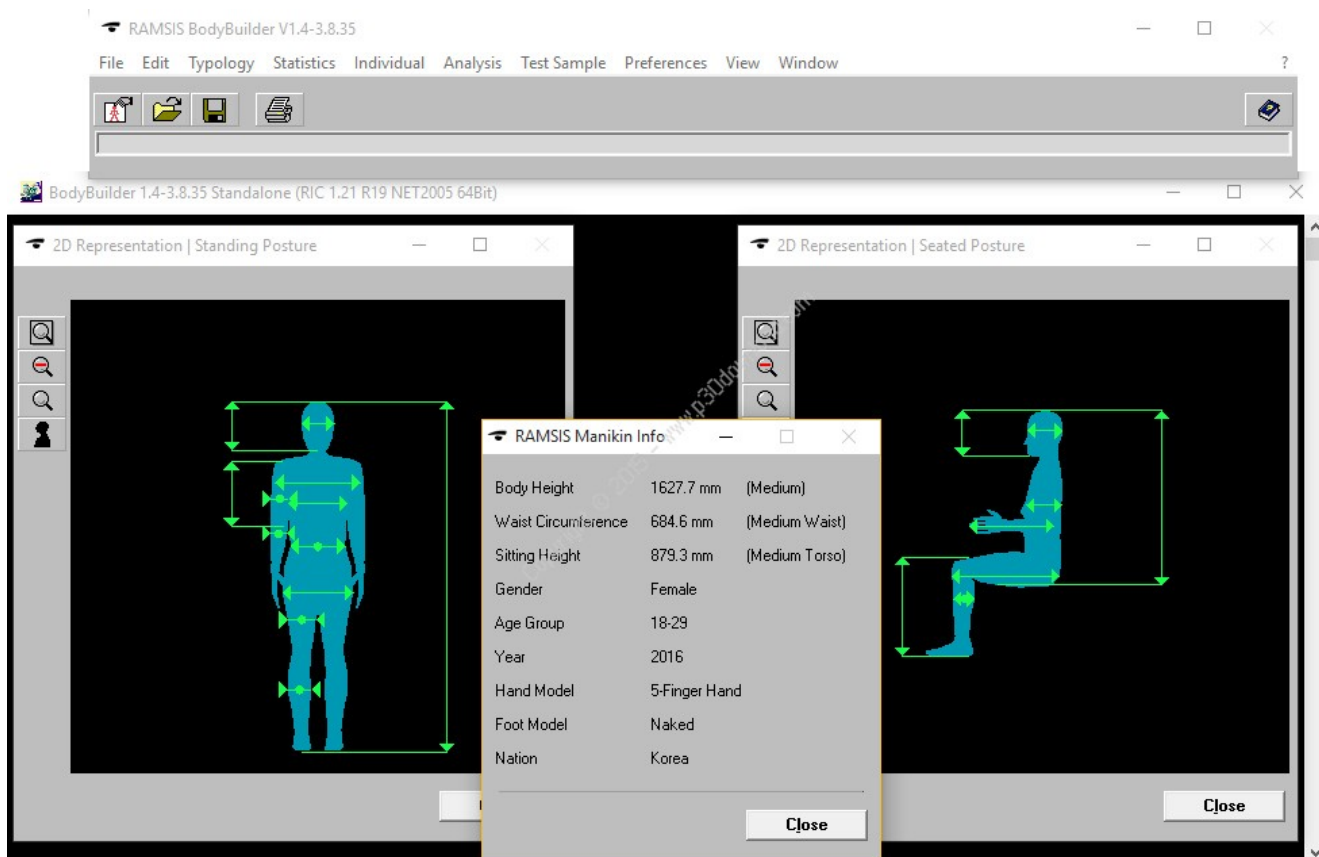 RAMSIS BodyBuilder V1.4-3.8.35
File Edit Typology Statistics Individual Analysis Test Sample Preferences View Window ?
BodyBuilder 1.4-3.8.35 Standalone (RIC 1.21 R19 NET2005 64Bit)
2D Representation | Standing Posture
2D Representation | Seated Posture
RAMSIS Manikin Info
Body Height 1627.7 mm (Medium)
Waist Circumference 684.6 mm (Medium Waist)
Sitting Height 879.3 mm (Medium Torso)
Gender Female
Age Group 18-29
Year 2016
Hand Model 5-Finger Hand
Foot Model Naked
Nation Korea
Close
Close